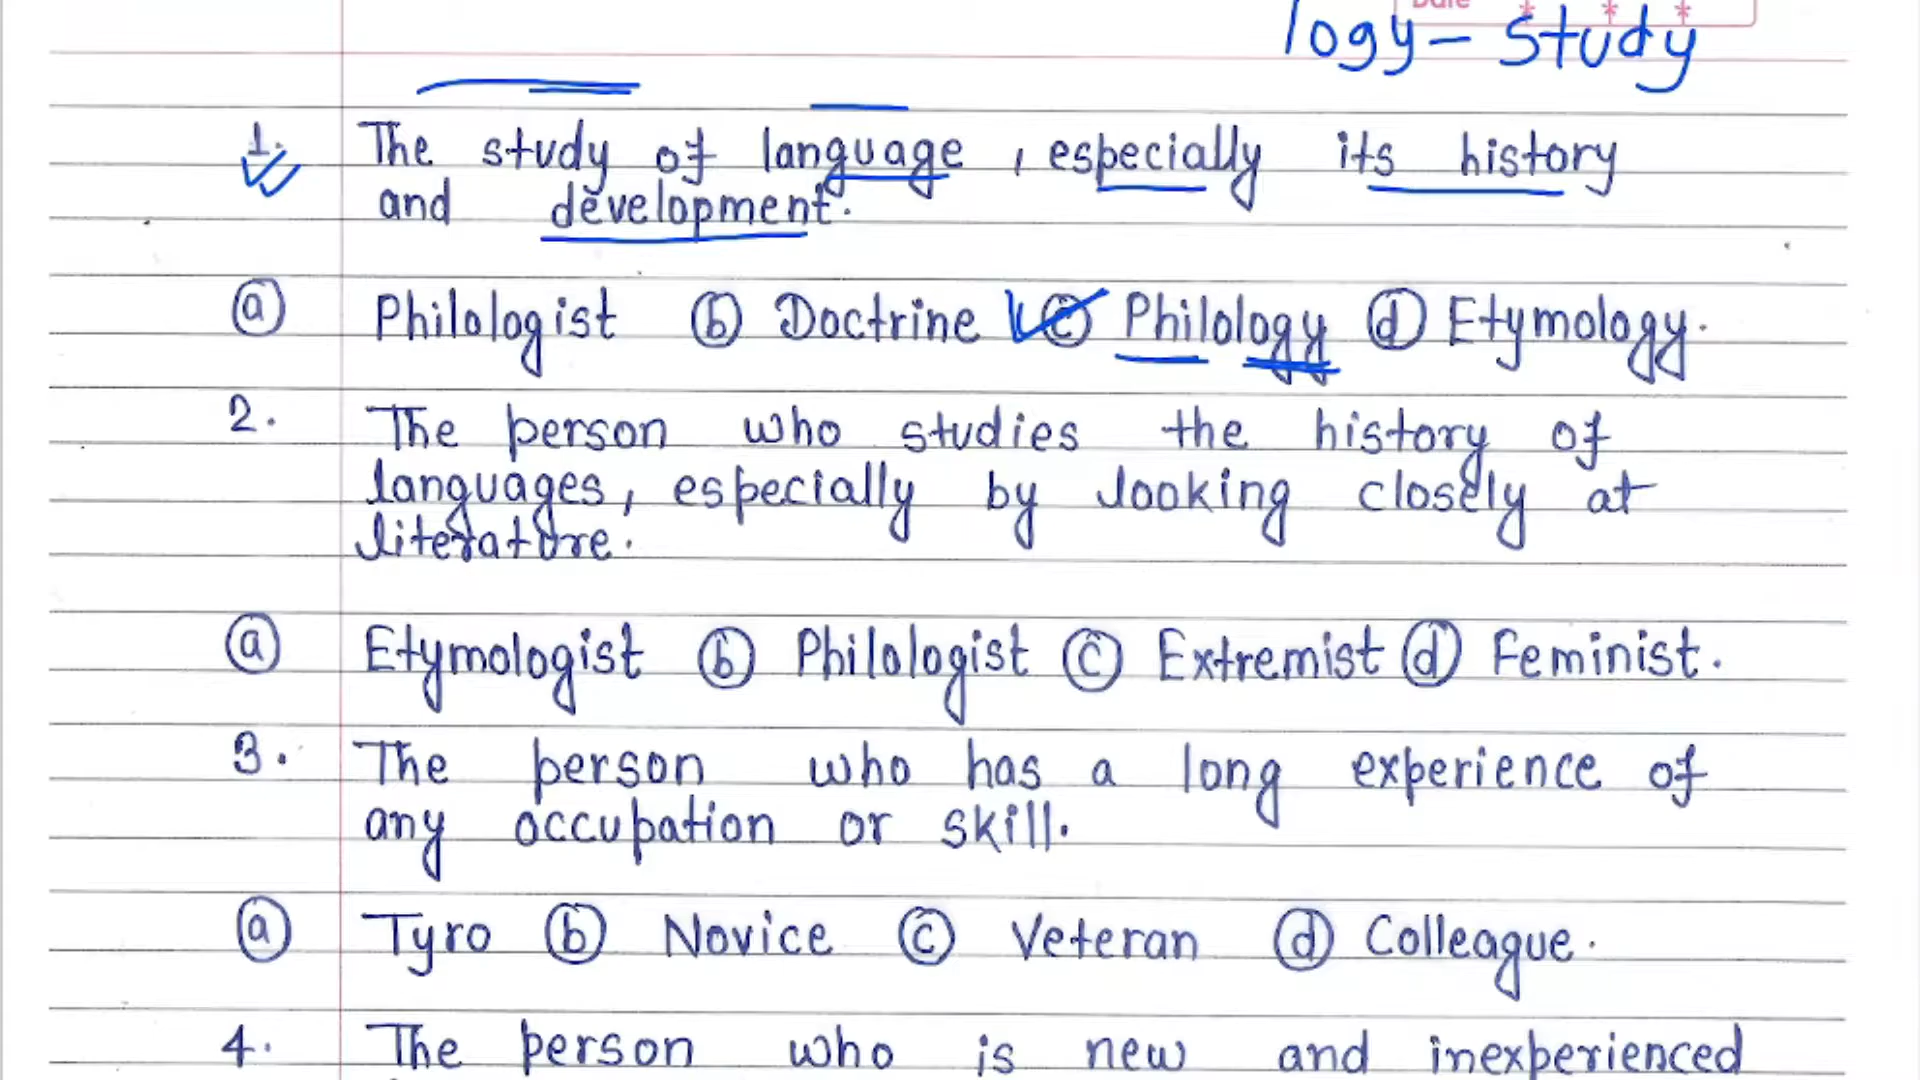 Date
logy - study
1. The study of language, especially its history
and development.
ⓐ Philologist ⓑ Doctrine ⓒ Philology ⓓ Etymology.
2. The person who studies the history of
languages, especially by looking closely at
literature.
ⓐ Etymologist ⓑ Philologist ⓒ Extremist ⓓ Feminist.
3. The person who has a long experience of
any occupation or skill.
ⓐ Tyro ⓑ Novice ⓒ Veteran ⓓ Colleague.
4. The person who is new and inexperienced